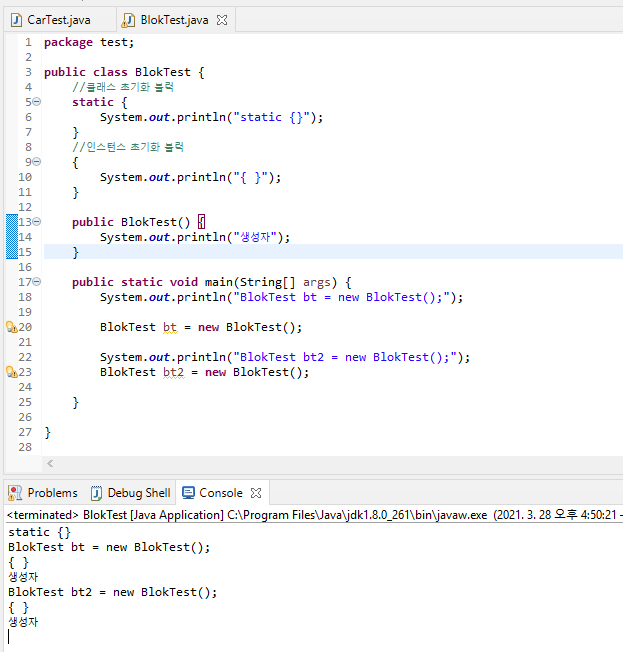 CarTest.java BlokTest.java
1 package test;
2
3 public class BlokTest {
4 //클래스 초기화 블럭
5 static {
6 System.out.println("static {}");
7 }
8 //인스턴스 초기화 블럭
9 {
10 System.out.println("{ }");
11 }
12
13 public BlokTest() {
14 System.out.println("생성자");
15 }
16
17 public static void main(String[] args) {
18 System.out.println("BlokTest bt = new BlokTest();");
19
20 BlokTest bt = new BlokTest();
21
22 System.out.println("BlokTest bt2 = new BlokTest();");
23 BlokTest bt2 = new BlokTest();
24
25 }
26
27 }
28
Problems Debug Shell Console
<terminated> BlokTest [Java Application] C:\Program Files\Java\jdk1.8.0_261\bin\javaw.exe (2021. 3. 28 오후 4:50:21 –
static {}
BlokTest bt = new BlokTest();
{ }
생성자
BlokTest bt2 = new BlokTest();
{ }
생성자